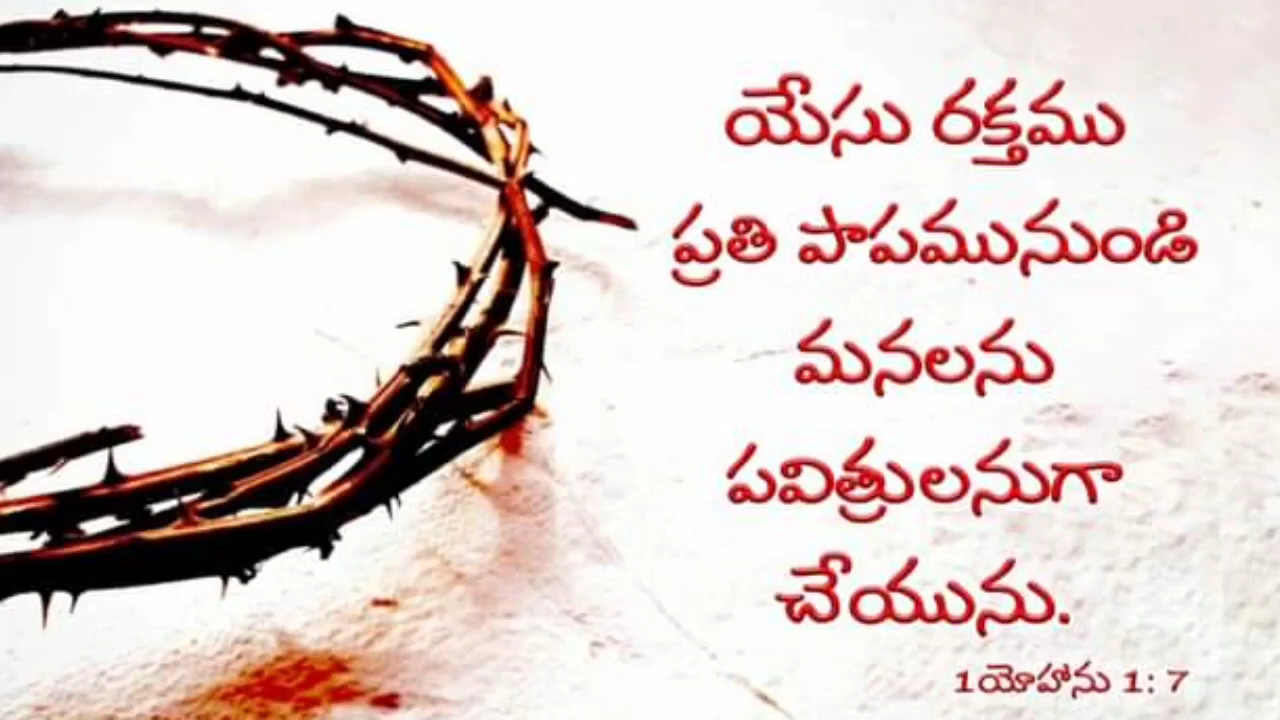 యేసు రక్తము
ప్రతి పాపమునుండి
మనలను
పవిత్రులనుగా
చేయును.
1యోహాను 1: 7